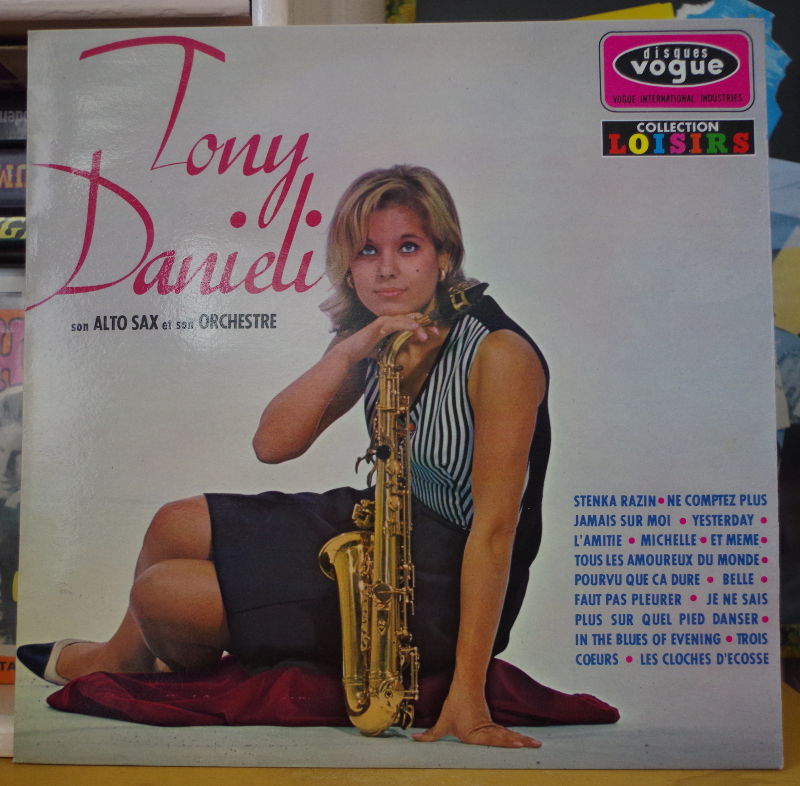 Tony
Danieli
son ALTO SAX et son ORCHESTRE
disques
vogue
VOGUE INTERNATIONAL INDUSTRIES
COLLECTION
LOISIRS
STENKA RAZIN • NE COMPTEZ PLUS
JAMAIS SUR MOI • YESTERDAY •
L'AMITIE • MICHELLE • ET MEME •
TOUS LES AMOUREUX DU MONDE •
POURVU QUE CA DURE • BELLE •
FAUT PAS PLEURER • JE NE SAIS
PLUS SUR QUEL PIED DANSER •
IN THE BLUES OF EVENING • TROIS
COEURS • LES CLOCHES D'ECOSSE